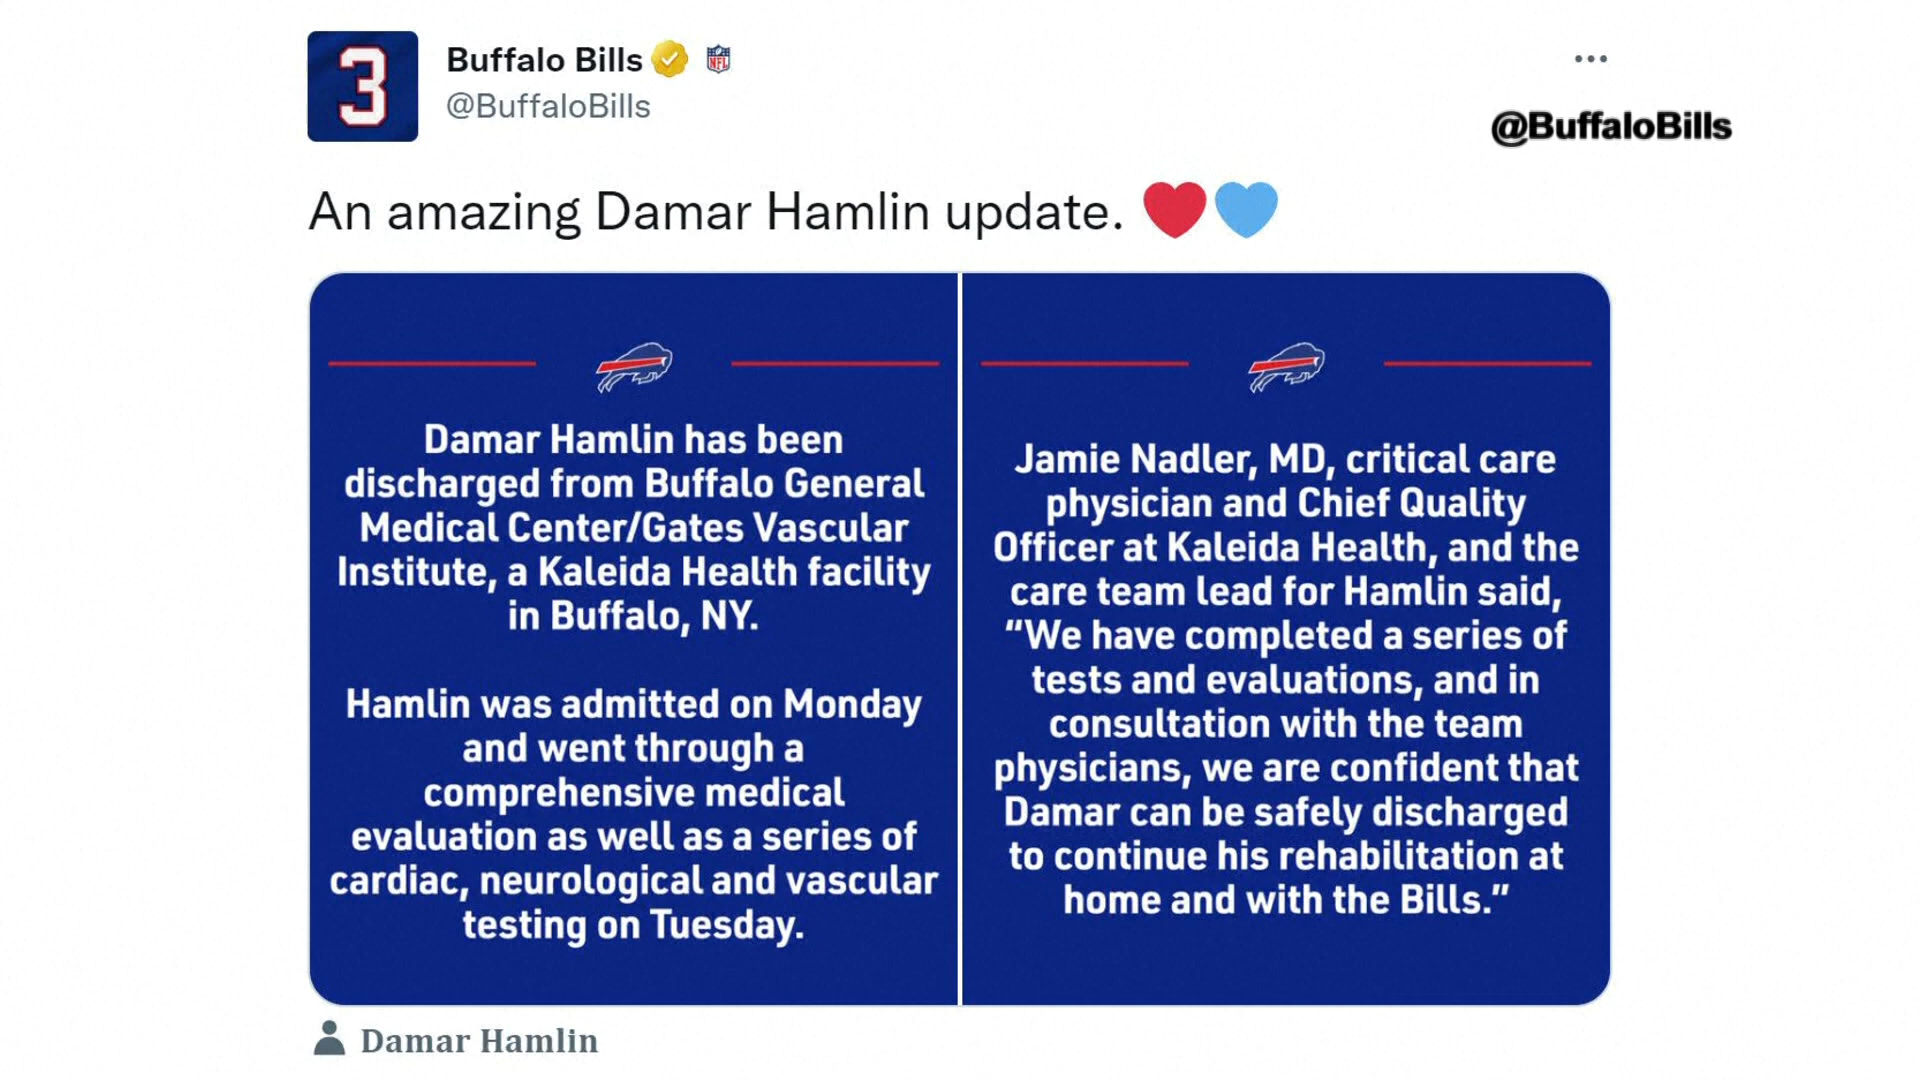 3
Buffalo Bills
NFL
@BuffaloBills
@BuffaloBills
An amazing Damar Hamlin update.
Damar Hamlin has been
discharged from Buffalo General
Medical Center/Gates Vascular
Institute, a Kaleida Health facility
in Buffalo, NY.
Hamlin was admitted on Monday
and went through a
comprehensive medical
evaluation as well as a series of
cardiac, neurological and vascular
testing on Tuesday.
Jamie Nadler, MD, critical care
physician and Chief Quality
Officer at Kaleida Health, and the
care team lead for Hamlin said,
“We have completed a series of
tests and evaluations, and in
consultation with the team
physicians, we are confident that
Damar can be safely discharged
to continue his rehabilitation at
home and with the Bills.”
Damar Hamlin